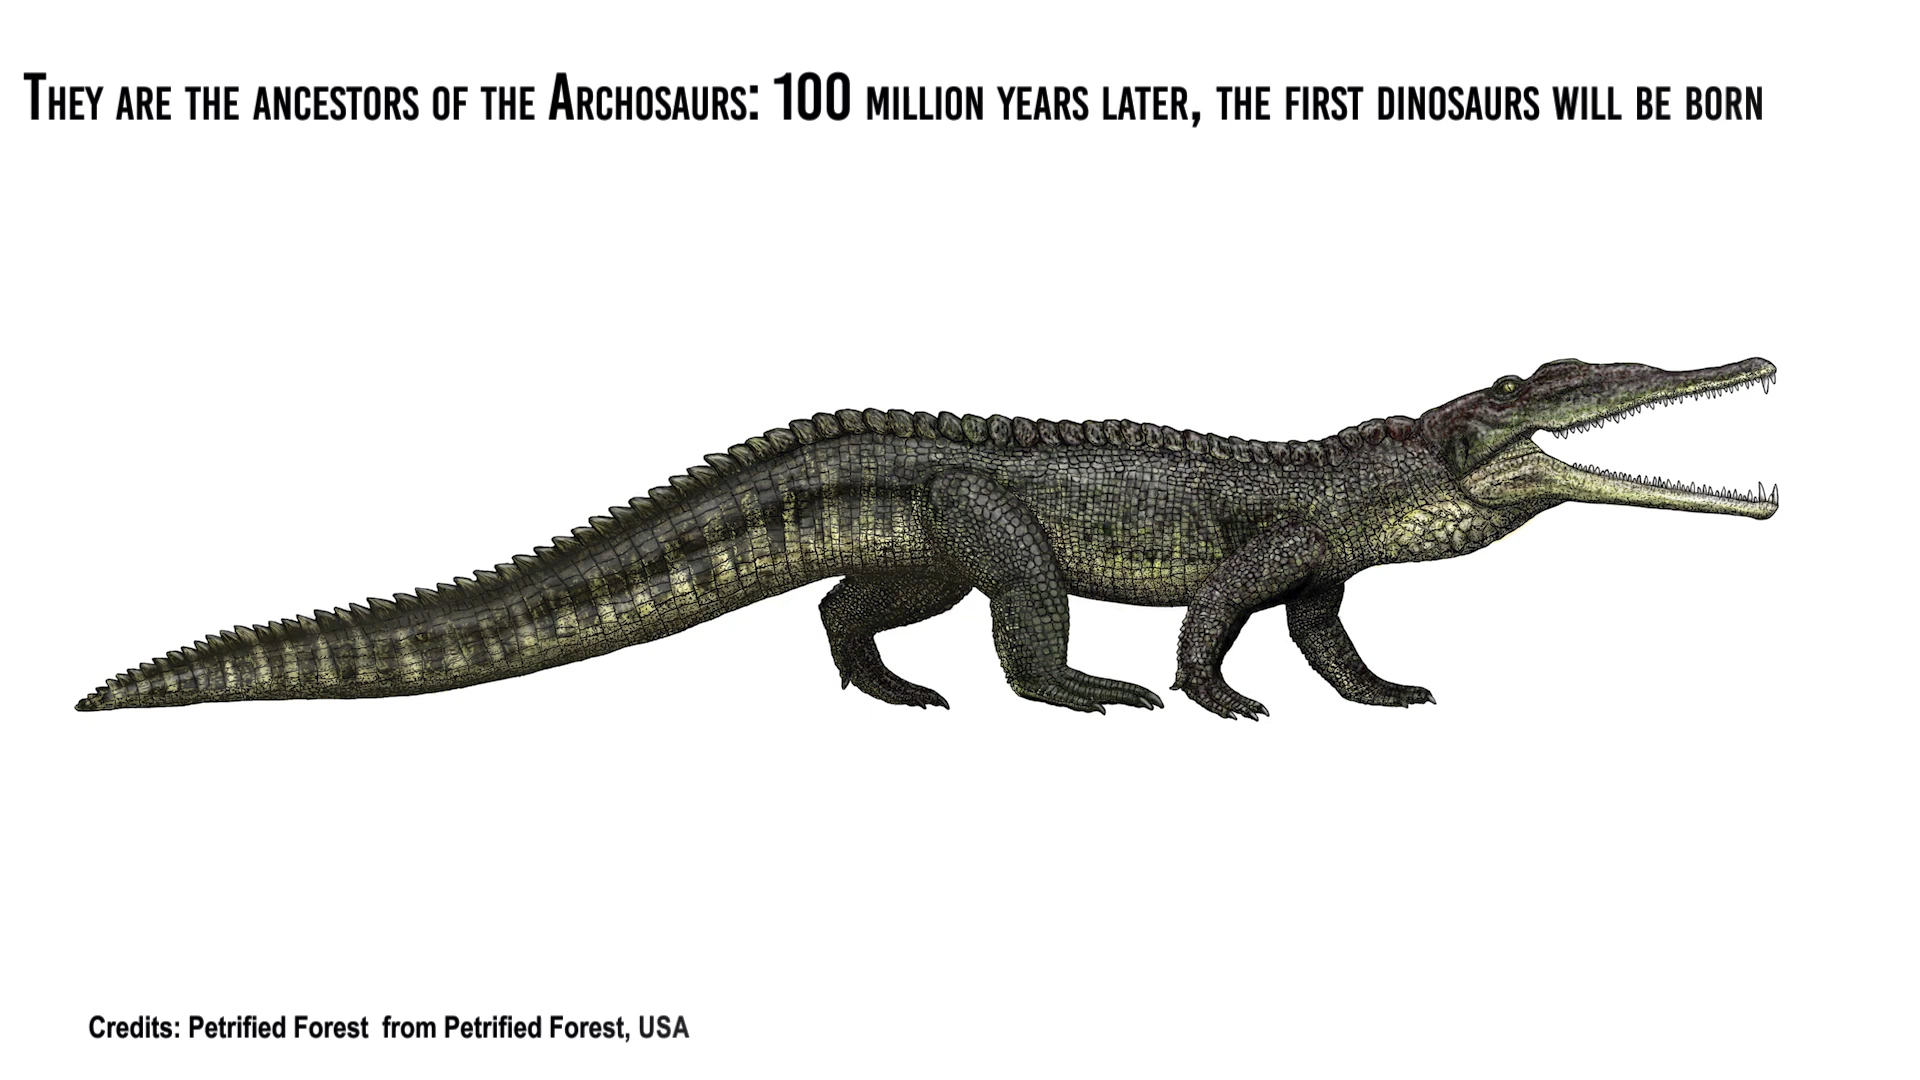 They are the ancestors of the Archosaurs: 100 million years later, the first dinosaurs will be born
Credits: Petrified Forest from Petrified Forest, USA